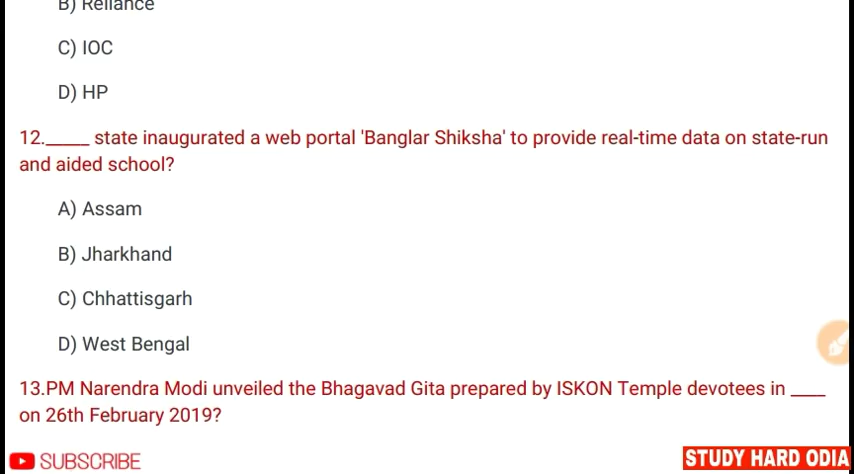 B) Reliance
C) IOC
D) HP
12._____ state inaugurated a web portal 'Banglar Shiksha' to provide real-time data on state-run
and aided school?
A) Assam
B) Jharkhand
C) Chhattisgarh
D) West Bengal
13.PM Narendra Modi unveiled the Bhagavad Gita prepared by ISKON Temple devotees in ____
on 26th February 2019?
SUBSCRIBE
STUDY HARD ODIA